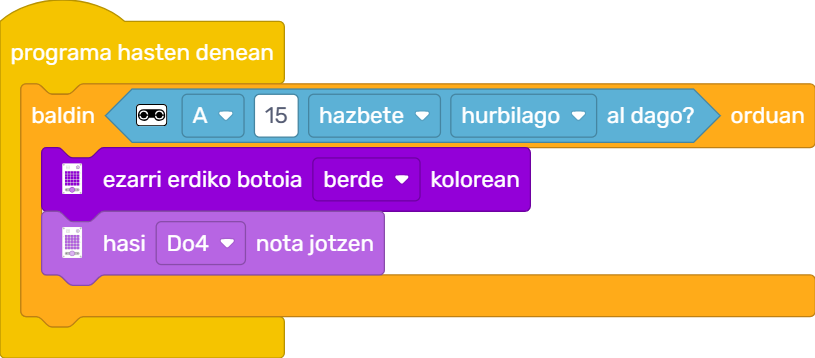 programa hasten denean
baldin A 15 hazbete hurbilago al dago? orduan
ezarri erdiko botoia berde kolorean
hasi Do4 nota jotzen